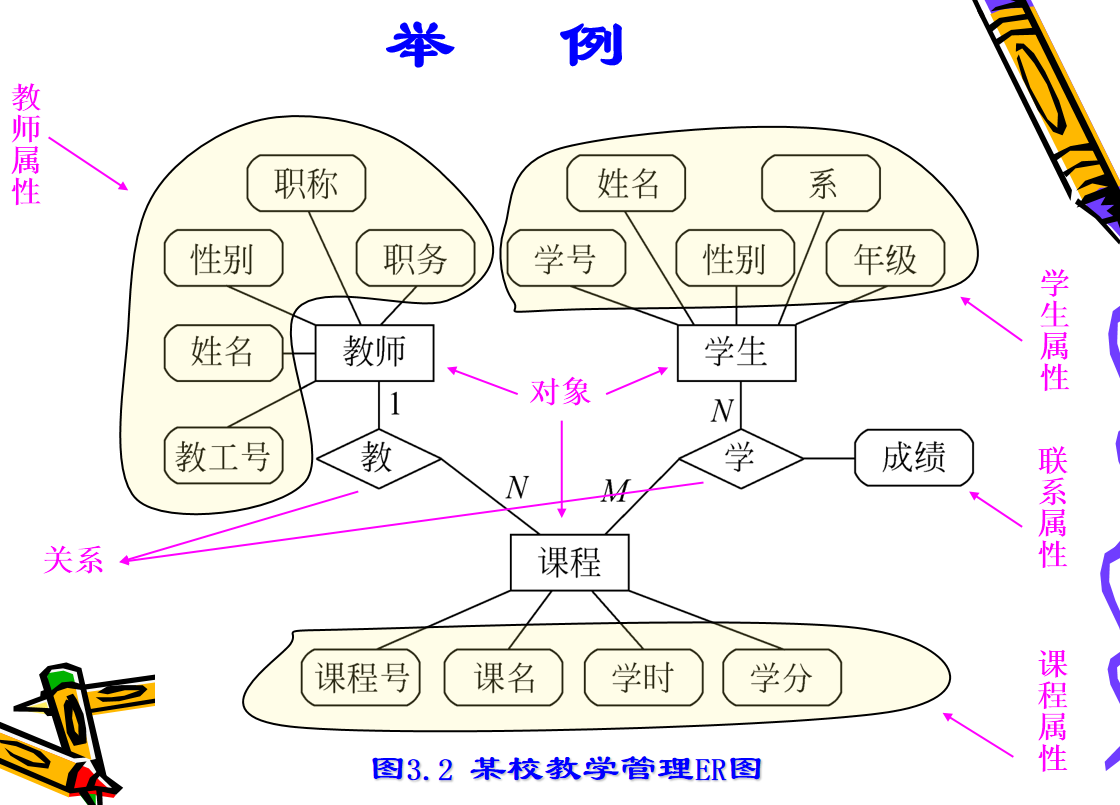 举 例
教师属性
职称
性别
职务
姓名
教师
教工号
姓名
系
学号
性别
年级
学生
学生属性
对象
1
N
教
学
成绩
联系属性
N
M
关系
课程
课程号
课名
学时
学分
课程属性
图3.2 某校教学管理ER图